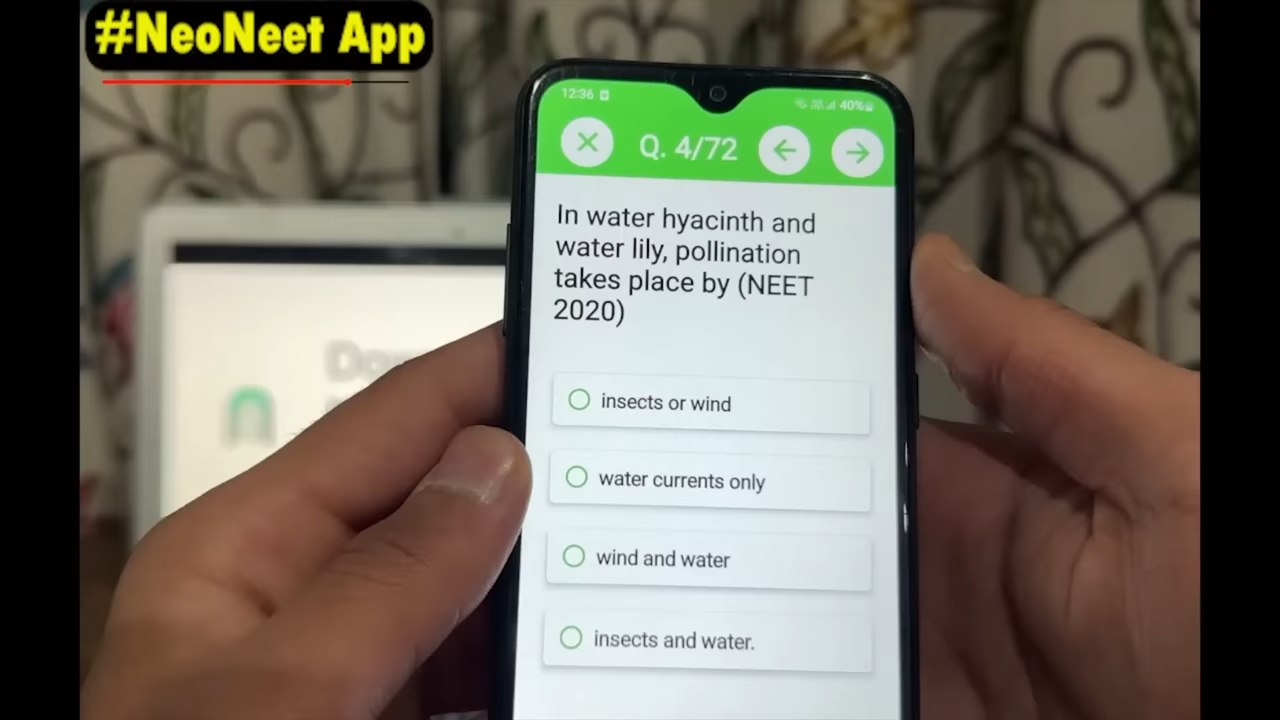 #NeoNeet App
12:36
40%
Q. 4/72
In water hyacinth and
water lily, pollination
takes place by (NEET
2020)
insects or wind
water currents only
wind and water
insects and water.